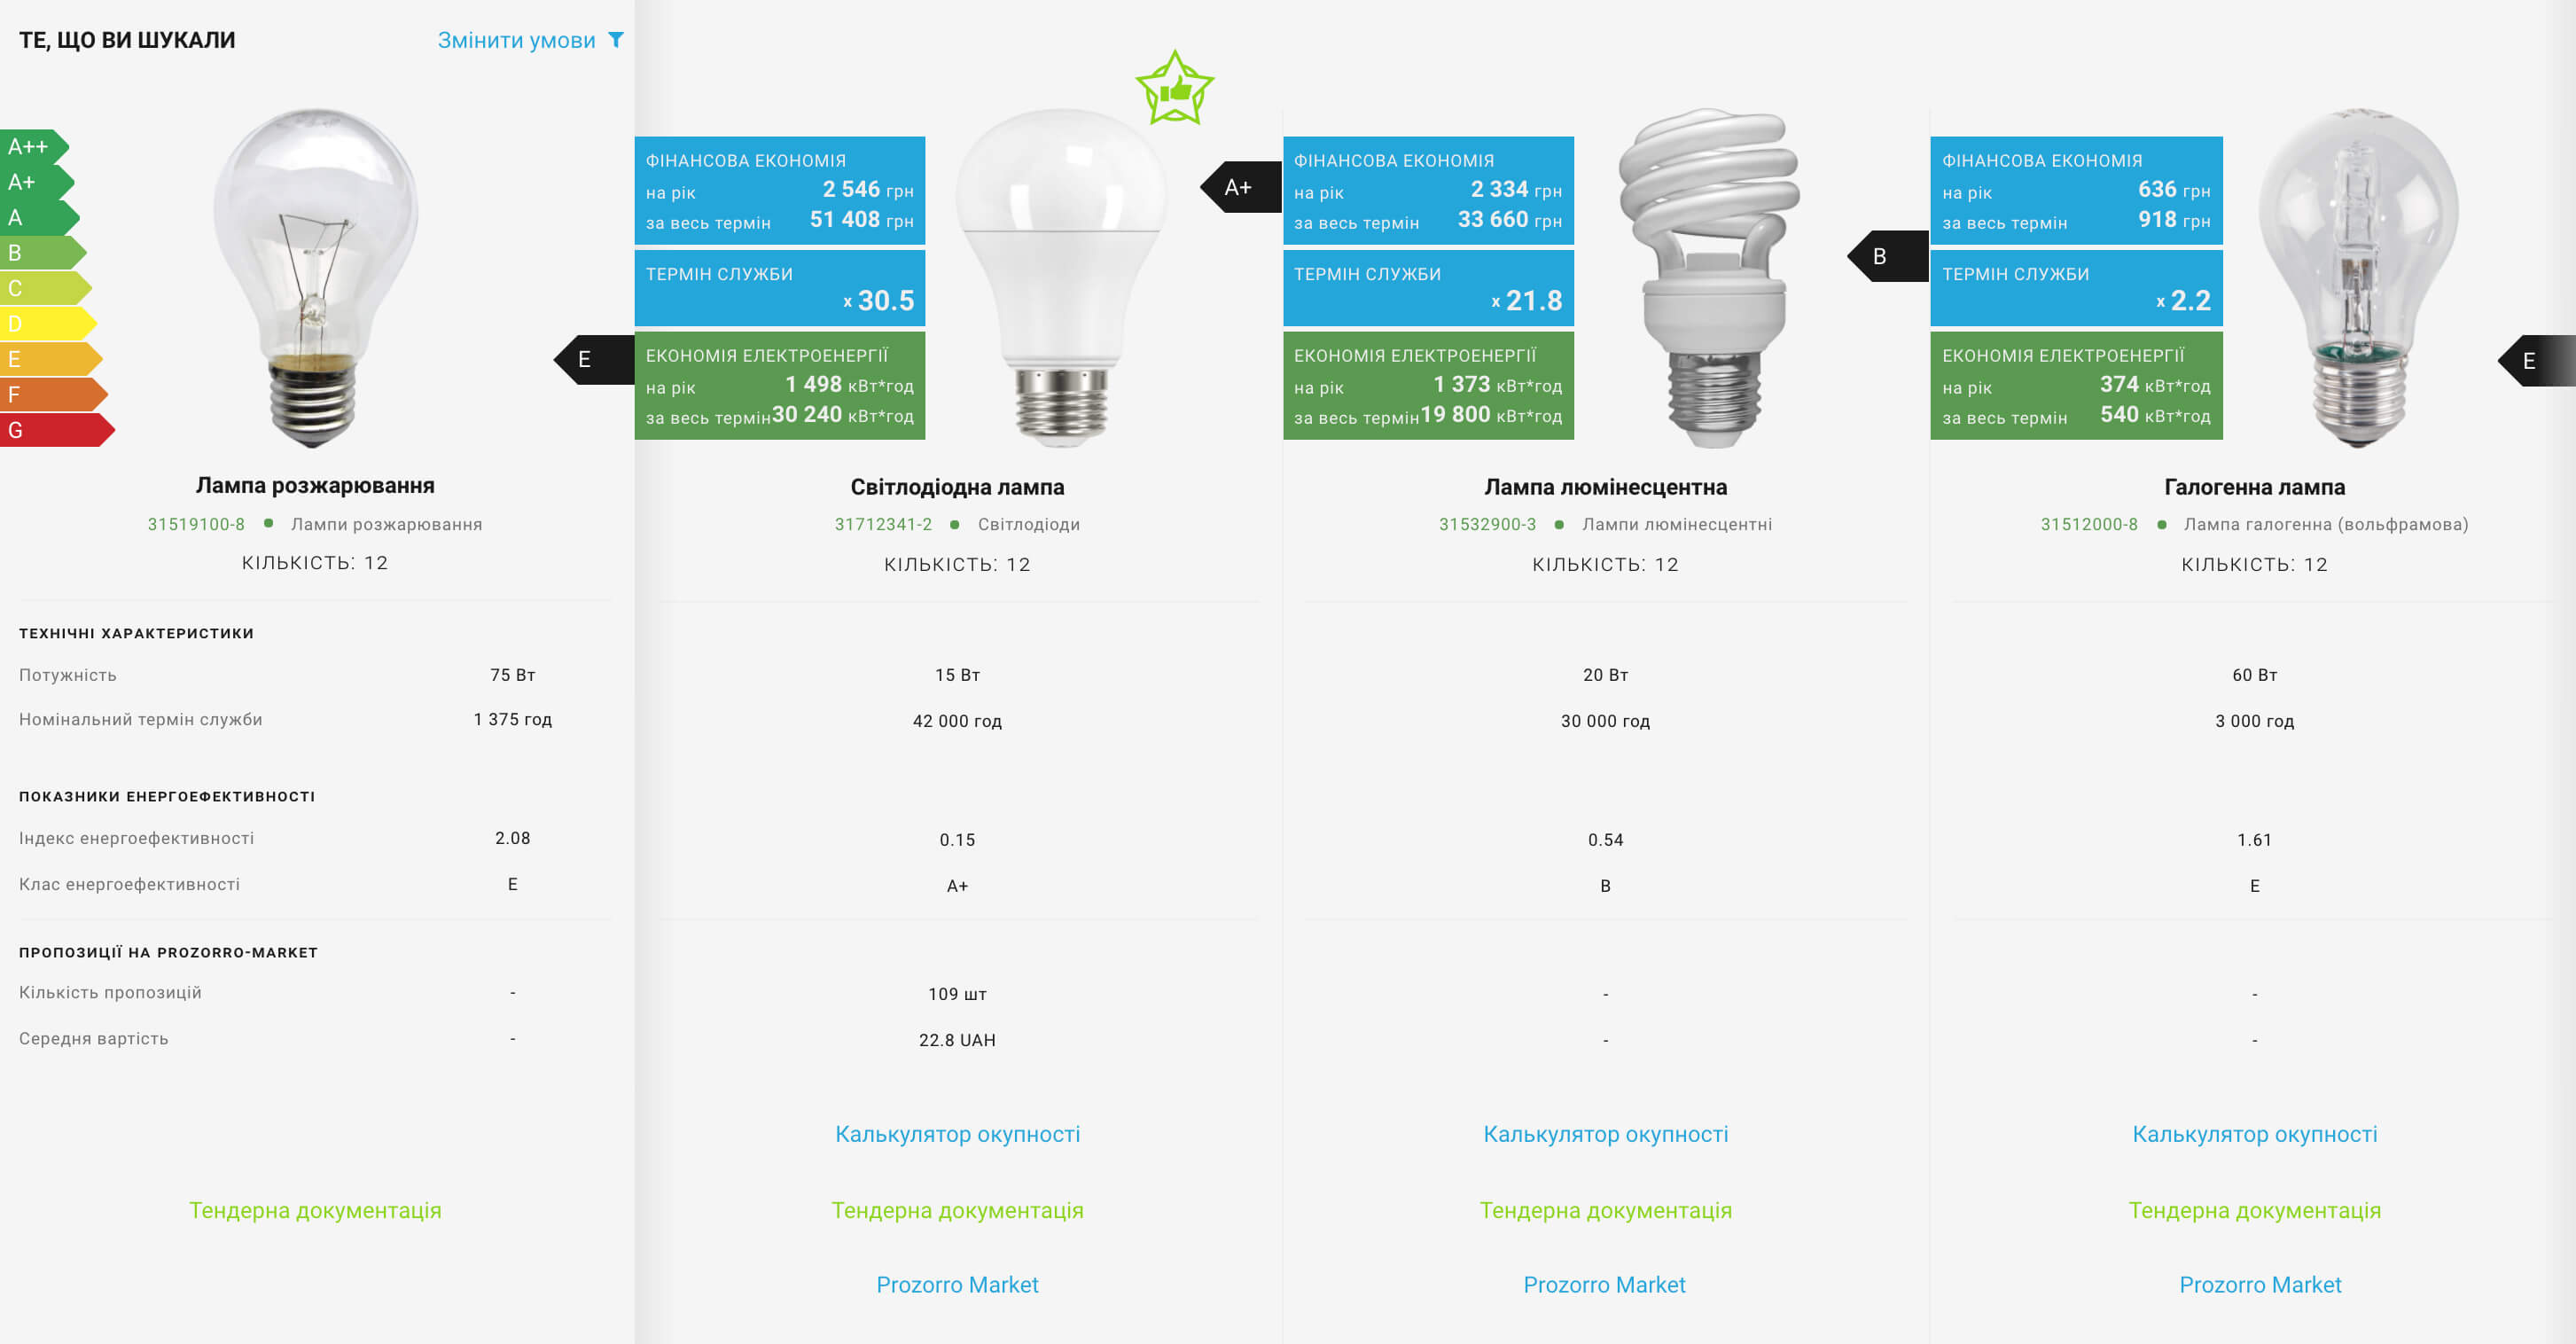 ТЕ, ЩО ВИ ШУКАЛИ
Змінити умови
A++
A+
A
B
C
D
E
F
G
E
Лампа розжарювання
31519100-8 • Лампи розжарювання
КІЛЬКІСТЬ: 12
ТЕХНІЧНІ ХАРАКТЕРИСТИКИ
Потужність 75 Вт
Номінальний термін служби 1 375 год
ПОКАЗНИКИ ЕНЕРГОЕФЕКТИВНОСТІ
Індекс енергоефективності 2.08
Клас енергоефективності E
ПРОПОЗИЦІЇ НА PROZORRO-MARKET
Кількість пропозицій -
Середня вартість -
Тендерна документація
ФІНАНСОВА ЕКОНОМІЯ
на рік 2 546 грн
за весь термін 51 408 грн
ТЕРМІН СЛУЖБИ
x 30.5
ЕКОНОМІЯ ЕЛЕКТРОЕНЕРГІЇ
на рік 1 498 кВт*год
за весь термін 30 240 кВт*год
A+
Світлодіодна лампа
31712341-2 • Світлодіоди
КІЛЬКІСТЬ: 12
15 Вт
42 000 год
0.15
A+
109 шт
22.8 UAH
Калькулятор окупності
Тендерна документація
Prozorro Market
ФІНАНСОВА ЕКОНОМІЯ
на рік 2 334 грн
за весь термін 33 660 грн
ТЕРМІН СЛУЖБИ
x 21.8
ЕКОНОМІЯ ЕЛЕКТРОЕНЕРГІЇ
на рік 1 373 кВт*год
за весь термін 19 800 кВт*год
B
Лампа люмінесцентна
31532900-3 • Лампи люмінесцентні
КІЛЬКІСТЬ: 12
20 Вт
30 000 год
0.54
B
-
-
Калькулятор окупності
Тендерна документація
Prozorro Market
ФІНАНСОВА ЕКОНОМІЯ
на рік 636 грн
за весь термін 918 грн
ТЕРМІН СЛУЖБИ
x 2.2
ЕКОНОМІЯ ЕЛЕКТРОЕНЕРГІЇ
на рік 374 кВт*год
за весь термін 540 кВт*год
E
Галогенна лампа
31512000-8 • Лампа галогенна (вольфрамова)
КІЛЬКІСТЬ: 12
60 Вт
3 000 год
1.61
E
-
-
Калькулятор окупності
Тендерна документація
Prozorro Market